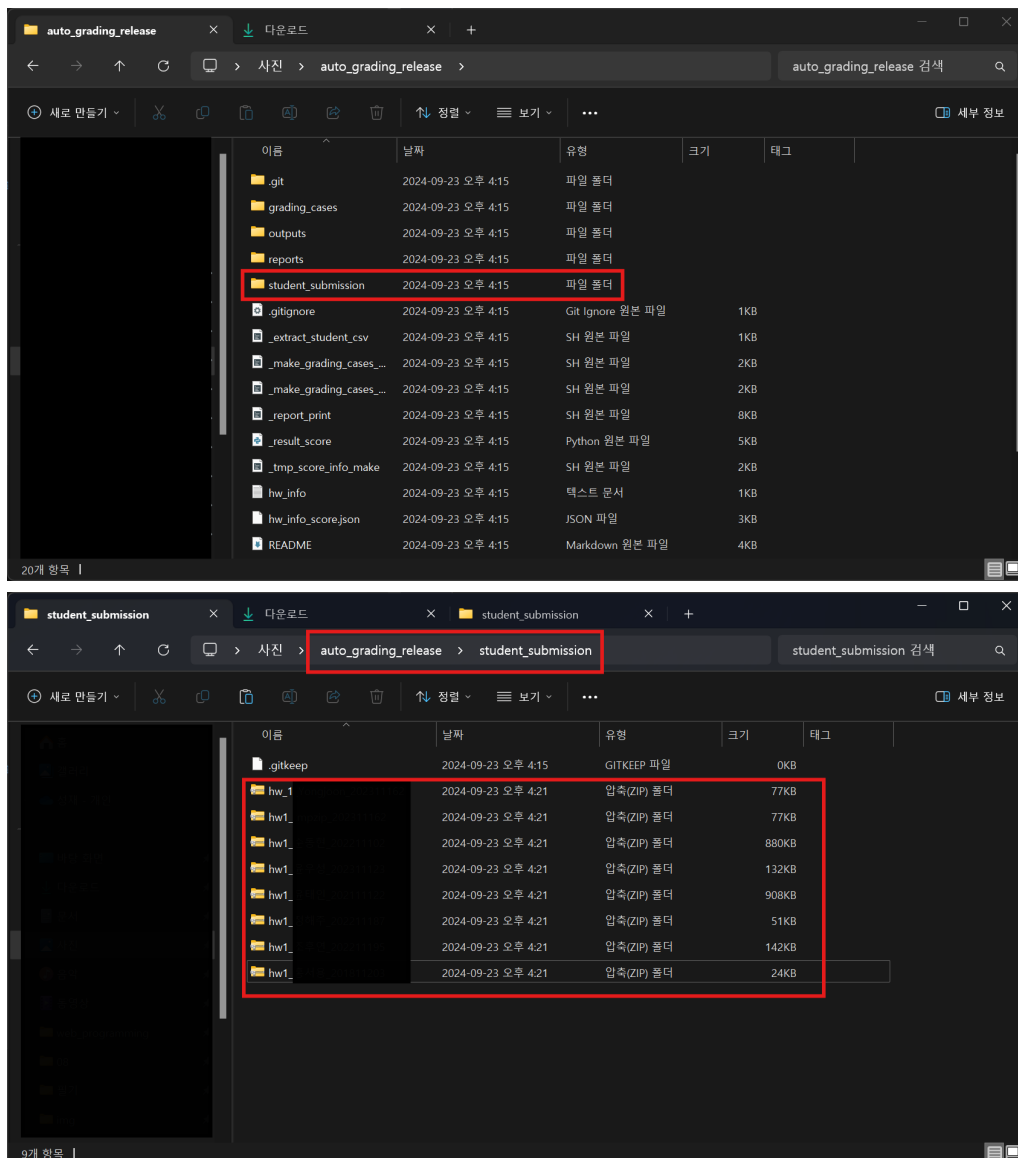 auto_grading_release
다운로드
사진 > auto_grading_release >
auto_grading_release 검색
새로 만들기
정렬
보기
세부 정보
이름 날짜 유형 크기 태그
.git 2024-09-23 오후 4:15 파일 폴더
grading_cases 2024-09-23 오후 4:15 파일 폴더
outputs 2024-09-23 오후 4:15 파일 폴더
reports 2024-09-23 오후 4:15 파일 폴더
student_submission 2024-09-23 오후 4:15 파일 폴더
.gitignore 2024-09-23 오후 4:15 Git Ignore 원본 파일 1KB
_extract_student_csv 2024-09-23 오후 4:15 SH 원본 파일 1KB
_make_grading_cases_... 2024-09-23 오후 4:15 SH 원본 파일 2KB
_make_grading_cases_... 2024-09-23 오후 4:15 SH 원본 파일 2KB
_report_print 2024-09-23 오후 4:15 SH 원본 파일 8KB
_result_score 2024-09-23 오후 4:15 Python 원본 파일 5KB
_tmp_score_info_make 2024-09-23 오후 4:15 SH 원본 파일 2KB
hw_info 2024-09-23 오후 4:15 텍스트 문서 1KB
hw_info_score.json 2024-09-23 오후 4:15 JSON 파일 3KB
README 2024-09-23 오후 4:15 Markdown 원본 파일 4KB
20개 항목
student_submission
다운로드
student_submission
사진 > auto_grading_release > student_submission
student_submission 검색
새로 만들기
정렬
보기
세부 정보
이름 날짜 유형 크기 태그
.gitkeep 2024-09-23 오후 4:15 GITKEEP 파일 0KB
hw_1 2024-09-23 오후 4:21 압축(ZIP) 폴더 77KB
hw1_ 2024-09-23 오후 4:21 압축(ZIP) 폴더 77KB
hw1_ 2024-09-23 오후 4:21 압축(ZIP) 폴더 880KB
hw1_ 2024-09-23 오후 4:21 압축(ZIP) 폴더 132KB
hw1_ 2024-09-23 오후 4:21 압축(ZIP) 폴더 908KB
hw1_ 2024-09-23 오후 4:21 압축(ZIP) 폴더 51KB
hw1_ 2024-09-23 오후 4:21 압축(ZIP) 폴더 142KB
hw1_ 2024-09-23 오후 4:21 압축(ZIP) 폴더 24KB
9개 항목